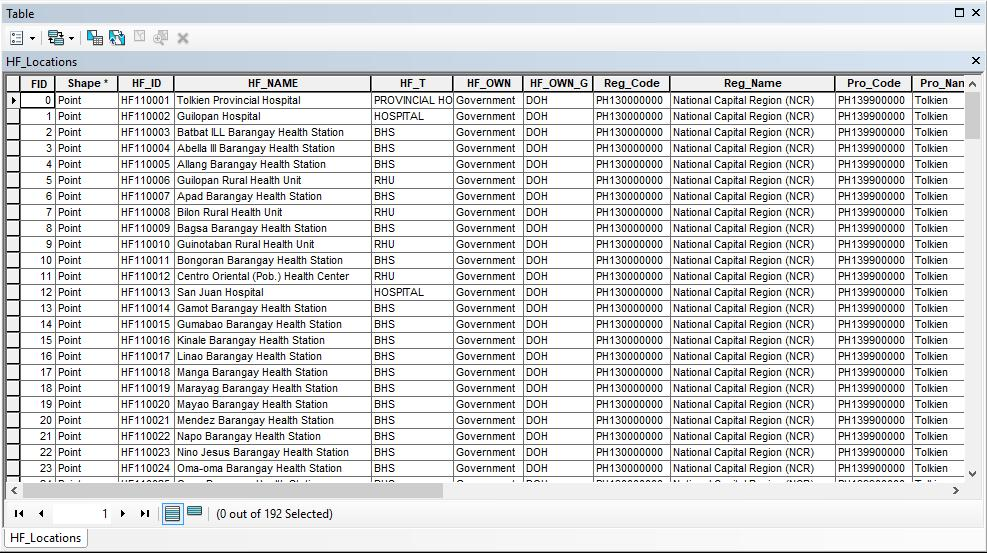 Table
HF_Locations
FID Shape * HF_ID HF_NAME HF_T HF_OWN HF_OWN_G Reg_Code Reg_Name Pro_Code Pro_Nan
0 Point HF110001 Tolkien Provincial Hospital PROVINCIAL HO Government DOH PH130000000 National Capital Region (NCR) PH139900000 Tolkien
1 Point HF110002 Guilopan Hospital HOSPITAL Government DOH PH130000000 National Capital Region (NCR) PH139900000 Tolkien
2 Point HF110003 Batbat ILL Barangay Health Station BHS Government DOH PH130000000 National Capital Region (NCR) PH139900000 Tolkien
3 Point HF110004 Abella III Barangay Health Station BHS Government DOH PH130000000 National Capital Region (NCR) PH139900000 Tolkien
4 Point HF110005 Allang Barangay Health Station BHS Government DOH PH130000000 National Capital Region (NCR) PH139900000 Tolkien
5 Point HF110006 Guilopan Rural Health Unit RHU Government DOH PH130000000 National Capital Region (NCR) PH139900000 Tolkien
6 Point HF110007 Apad Barangay Health Station BHS Government DOH PH130000000 National Capital Region (NCR) PH139900000 Tolkien
7 Point HF110008 Bilon Rural Health Unit RHU Government DOH PH130000000 National Capital Region (NCR) PH139900000 Tolkien
8 Point HF110009 Bagsa Barangay Health Station BHS Government DOH PH130000000 National Capital Region (NCR) PH139900000 Tolkien
9 Point HF110010 Guinotaban Rural Health Unit RHU Government DOH PH130000000 National Capital Region (NCR) PH139900000 Tolkien
10 Point HF110011 Bongoran Barangay Health Station BHS Government DOH PH130000000 National Capital Region (NCR) PH139900000 Tolkien
11 Point HF110012 Centro Oriental (Pob.) Health Center RHU Government DOH PH130000000 National Capital Region (NCR) PH139900000 Tolkien
12 Point HF110013 San Juan Hospital HOSPITAL Government DOH PH130000000 National Capital Region (NCR) PH139900000 Tolkien
13 Point HF110014 Gamot Barangay Health Station BHS Government DOH PH130000000 National Capital Region (NCR) PH139900000 Tolkien
14 Point HF110015 Gumabao Barangay Health Station BHS Government DOH PH130000000 National Capital Region (NCR) PH139900000 Tolkien
15 Point HF110016 Kinale Barangay Health Station BHS Government DOH PH130000000 National Capital Region (NCR) PH139900000 Tolkien
16 Point HF110017 Linao Barangay Health Station BHS Government DOH PH130000000 National Capital Region (NCR) PH139900000 Tolkien
17 Point HF110018 Manga Barangay Health Station BHS Government DOH PH130000000 National Capital Region (NCR) PH139900000 Tolkien
18 Point HF110019 Marayag Barangay Health Station BHS Government DOH PH130000000 National Capital Region (NCR) PH139900000 Tolkien
19 Point HF110020 Mayao Barangay Health Station BHS Government DOH PH130000000 National Capital Region (NCR) PH139900000 Tolkien
20 Point HF110021 Mendez Barangay Health Station BHS Government DOH PH130000000 National Capital Region (NCR) PH139900000 Tolkien
21 Point HF110022 Napo Barangay Health Station BHS Government DOH PH130000000 National Capital Region (NCR) PH139900000 Tolkien
22 Point HF110023 Nino Jesus Barangay Health Station BHS Government DOH PH130000000 National Capital Region (NCR) PH139900000 Tolkien
23 Point HF110024 Oma-oma Barangay Health Station BHS Government DOH PH130000000 National Capital Region (NCR) PH139900000 Tolkien
1 (0 out of 192 Selected)
HF_Locations